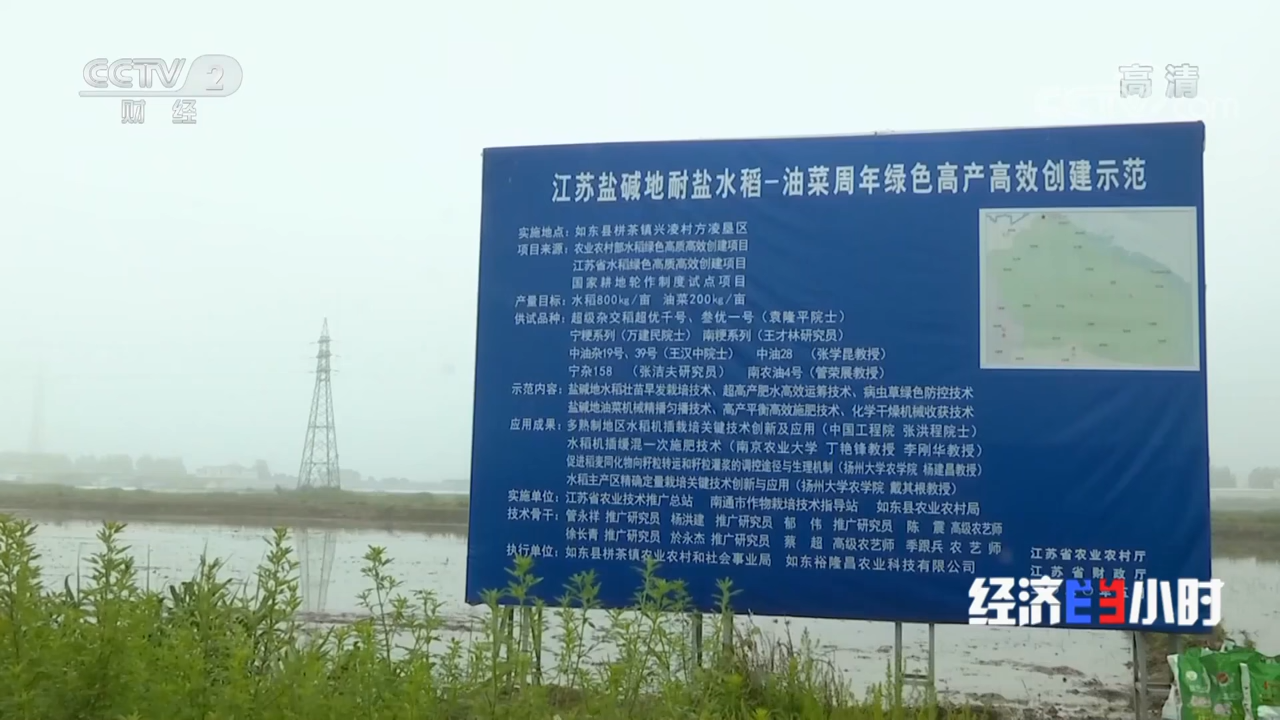 CCTV 2
财经
高清
江苏盐碱地耐盐水稻-油菜周年绿色高产高效创建示范
实施地点：如东县栟茶镇兴凌村方凌垦区
项目来源：农业农村部水稻绿色高质高效创建项目
江苏省水稻绿色高质高效创建项目
国家耕地轮作制度试点项目
产量目标：水稻800kg/亩 油菜200kg/亩
供试品种：超级杂交稻超优千号、叁优一号（袁隆平院士）
宁粳系列（万建民院士） 南粳系列（王才林研究员）
中油杂19号、39号（王汉中院士） 中油28 （张学昆教授）
宁杂158 （张洁夫研究员） 南农油4号（管荣展教授）
示范内容：盐碱地水稻壮苗早发栽培技术、超高产肥水高效运筹技术、病虫草绿色防控技术
盐碱地油菜机械精播匀播技术、高产平衡高效施肥技术、化学干燥机械收获技术
应用成果：多熟制地区水稻机插栽培关键技术创新及应用（中国工程院 张洪程院士）
水稻机插缓混一次施肥技术（南京农业大学 丁艳锋教授 李刚华教授）
促进稻麦同化物向籽粒转运和籽粒灌浆的调控途径与生理机制（扬州大学农学院 杨建昌教授）
水稻主产区精确定量栽培关键技术创新与应用（扬州大学农学院 戴其根教授）
实施单位：江苏省农业技术推广总站 南通市作物栽培技术指导站 如东县农业农村局
技术骨干：管永祥 推广研究员 杨洪建 推广研究员 郁伟 推广研究员 陈震 高级农艺师
徐长青 推广研究员 於永杰 推广研究员 蔡超 高级农艺师 季跟兵 农艺师
执行单位：如东县栟茶镇农业农村和社会事业局 如东裕隆昌农业科技有限公司
江苏省农业农村厅
江苏省财政厅
经济半小时